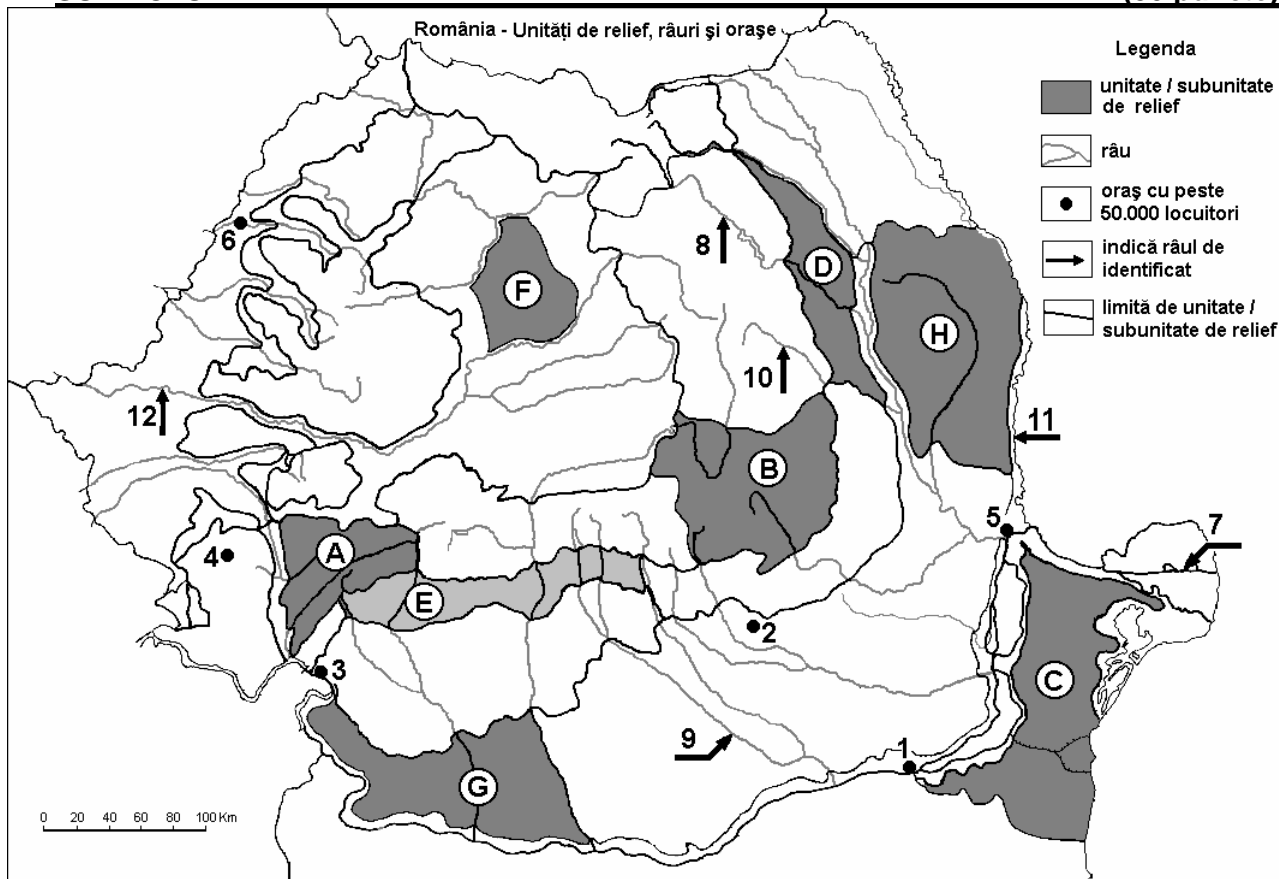 România - Unităţi de relief, râuri şi oraşe
Legenda
unitate / subunitate
de relief
râu
oraş cu peste
50.000 locuitori
indică râul de
identificat
limită de unitate /
subunitate de relief
6
8
F
D
H
10
12
11
B
5
7
4
A
E
2
3
C
9
1
G
0 20 40 60 80 100 Km